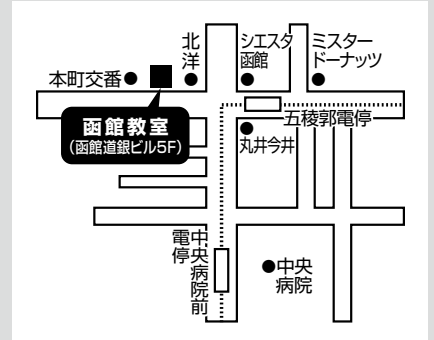 北洋
シエスタ
函館
ミスター
ドーナッツ
本町交番
函館教室
(函館道銀ビル5F)
五稜郭電停
丸井今井
中央病院前
電停
中央
病院